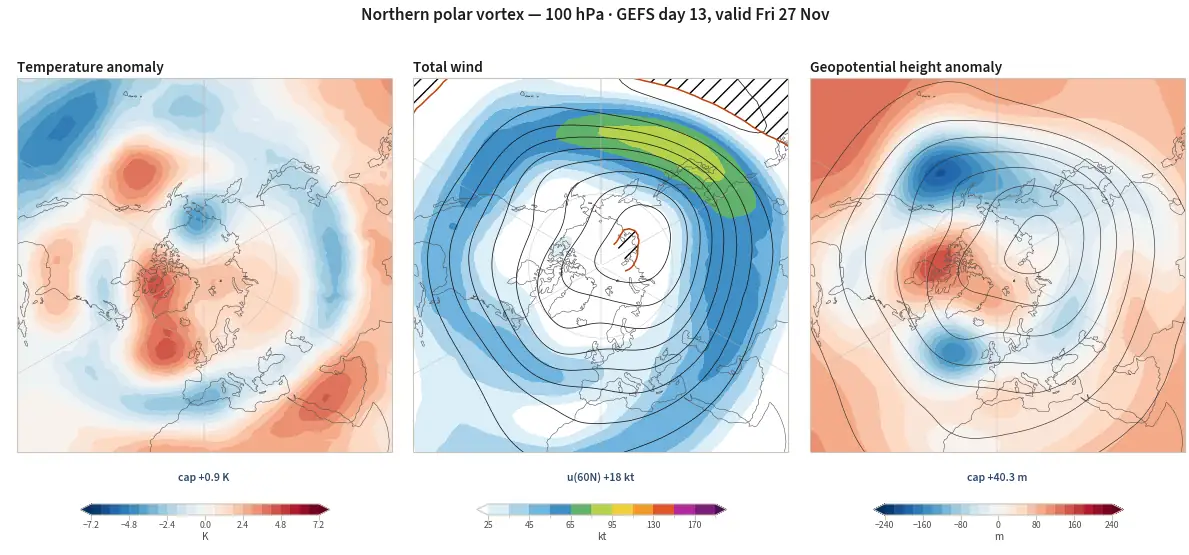 Northern polar vortex — 100 hPa · GEFS day 13, valid Fri 27 Nov
Temperature anomaly
Total wind
Geopotential height anomaly
cap +0.9 K
u(60N) +18 kt
cap +40.3 m
−7.2 −4.8 −2.4 0.0 2.4 4.8 7.2
K
25 45 65 95 130 170
kt
−240 −160 −80 0 80 160 240
m